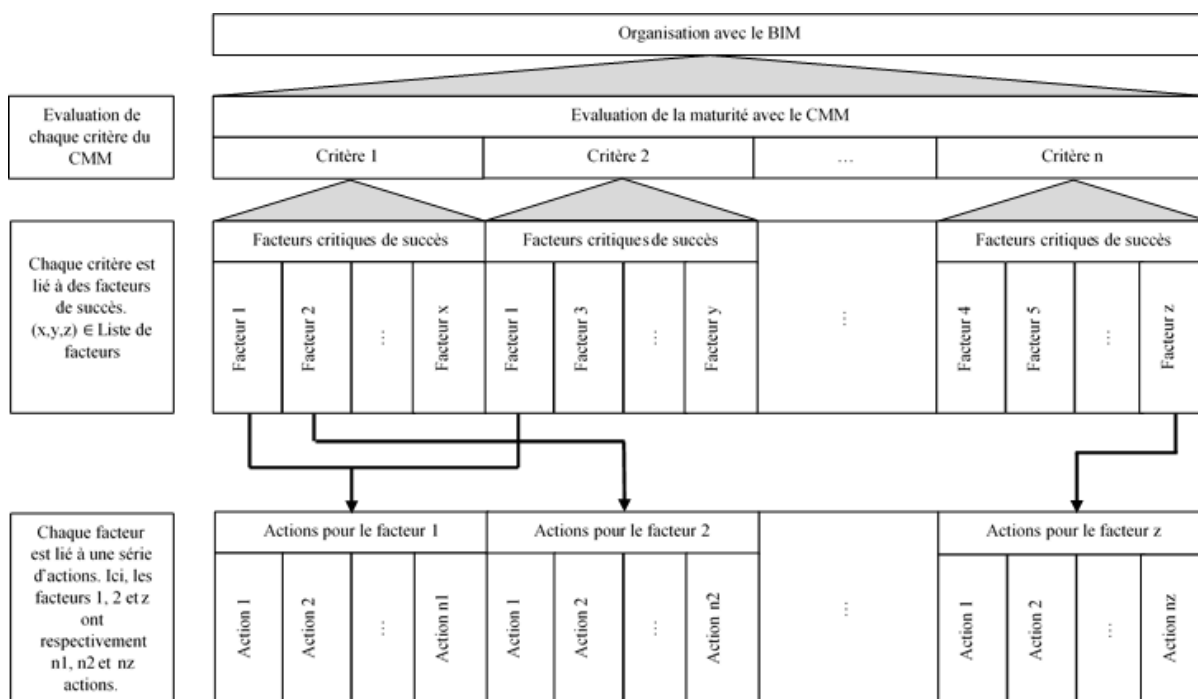 Organisation avec le BIM
Evaluation de
chaque critère du
CMM
Evaluation de la maturité avec le CMM
Critère 1
Critère 2
...
Critère n
Chaque critère est
lié à des facteurs
de succès.
(x,y,z) ∈ Liste de
facteurs
Facteurs critiques de succès
Facteur 1
Facteur 2
...
Facteur x
Facteurs critiques de succès
Facteur 1
Facteur 3
...
Facteur y
...
Facteurs critiques de succès
Facteur 4
Facteur 5
...
Facteur z
Chaque facteur
est lié à une série
d'actions. Ici, les
facteurs 1, 2 et z
ont
respectivement
n1, n2 et nz
actions.
Actions pour le facteur 1
Action 1
Action 2
...
Action n1
Actions pour le facteur 2
Action 1
Action 2
...
Action n2
...
Actions pour le facteur z
Action 1
Action 2
...
Action nz